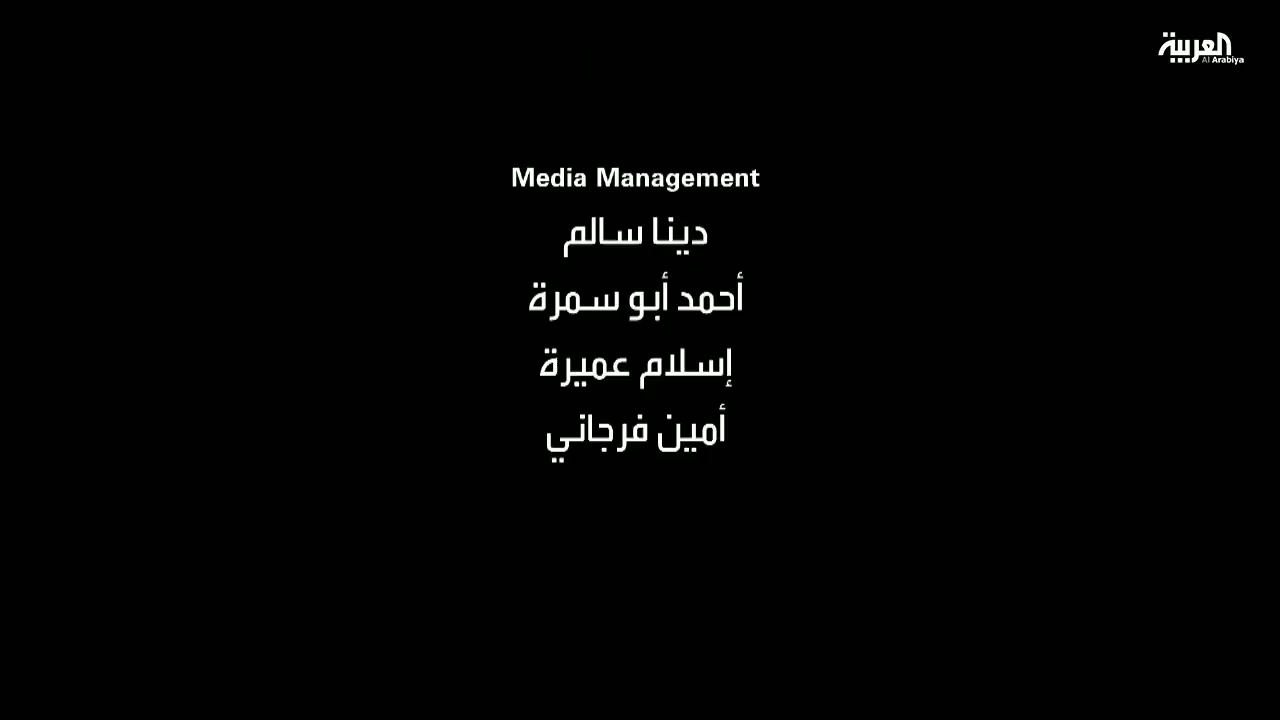 العربية
Al Arabiya
Media Management
دينا سالم
أحمد أبو سمرة
إسلام عميرة
أمين فرجاني